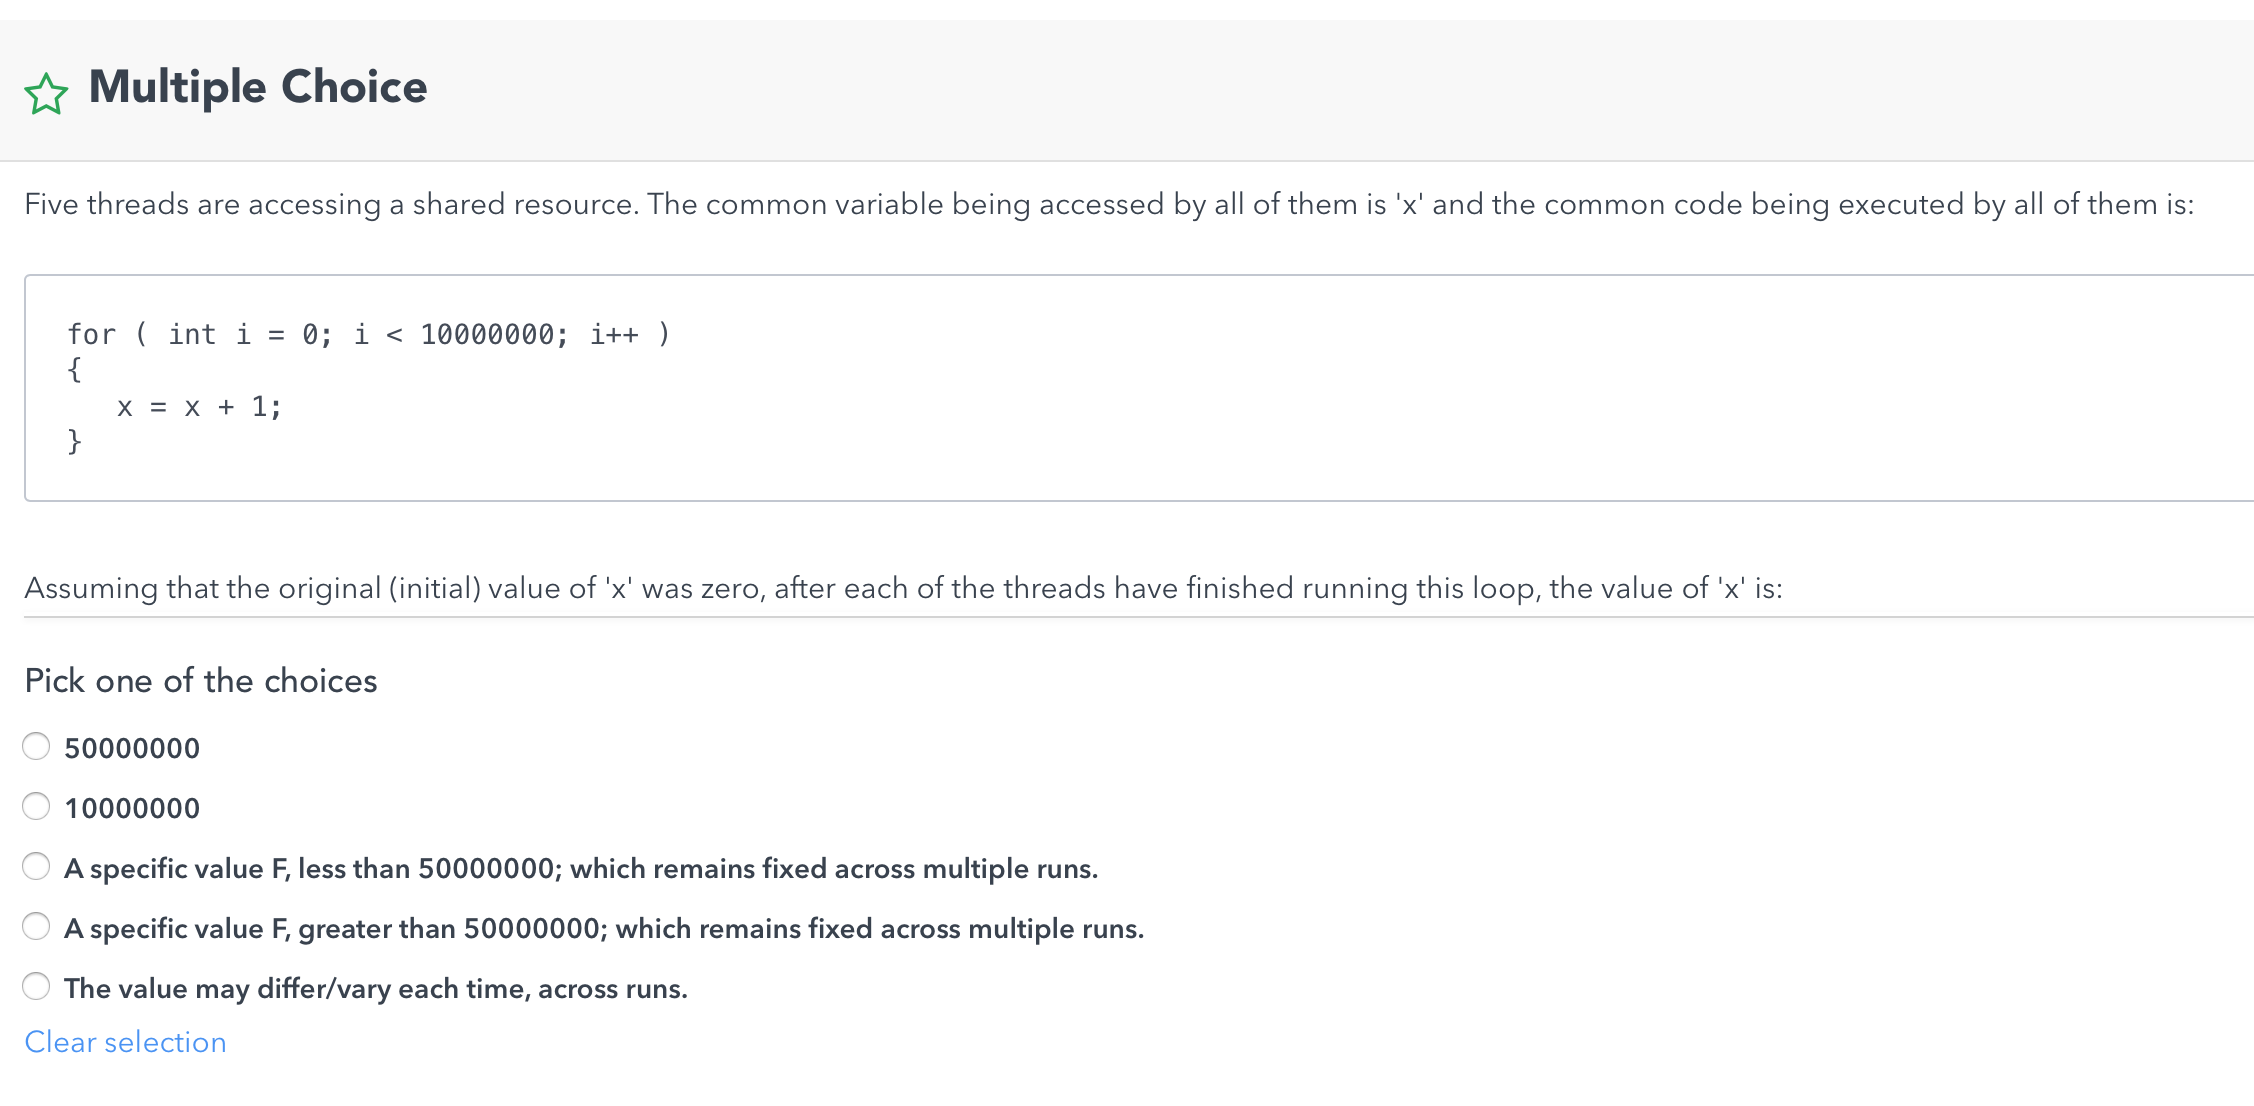 Multiple Choice
Five threads are accessing a shared resource. The common variable being accessed by all of them is 'x' and the common code being executed by all of them is:
for ( int i = 0; i < 10000000; i++ )
{
   x = x + 1;
}
Assuming that the original (initial) value of 'x' was zero, after each of the threads have finished running this loop, the value of 'x' is:
Pick one of the choices
50000000
10000000
A specific value F, less than 50000000; which remains fixed across multiple runs.
A specific value F, greater than 50000000; which remains fixed across multiple runs.
The value may differ/vary each time, across runs.
Clear selection